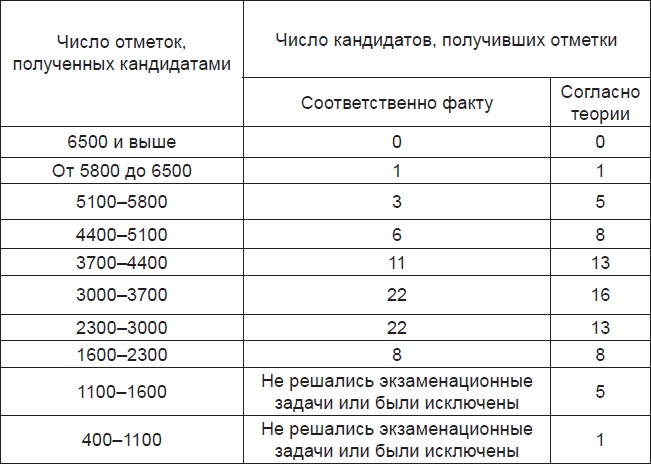 Число отметок,
полученных кандидатами
Число кандидатов, получивших отметки
Соответственно факту
Согласно
теории
6500 и выше 0 0
От 5800 до 6500 1 1
5100–5800 3 5
4400–5100 6 8
3700–4400 11 13
3000–3700 22 16
2300–3000 22 13
1600–2300 8 8
1100–1600 Не решались экзаменационные
задачи или были исключены 5
400–1100 Не решались экзаменационные
задачи или были исключены 1